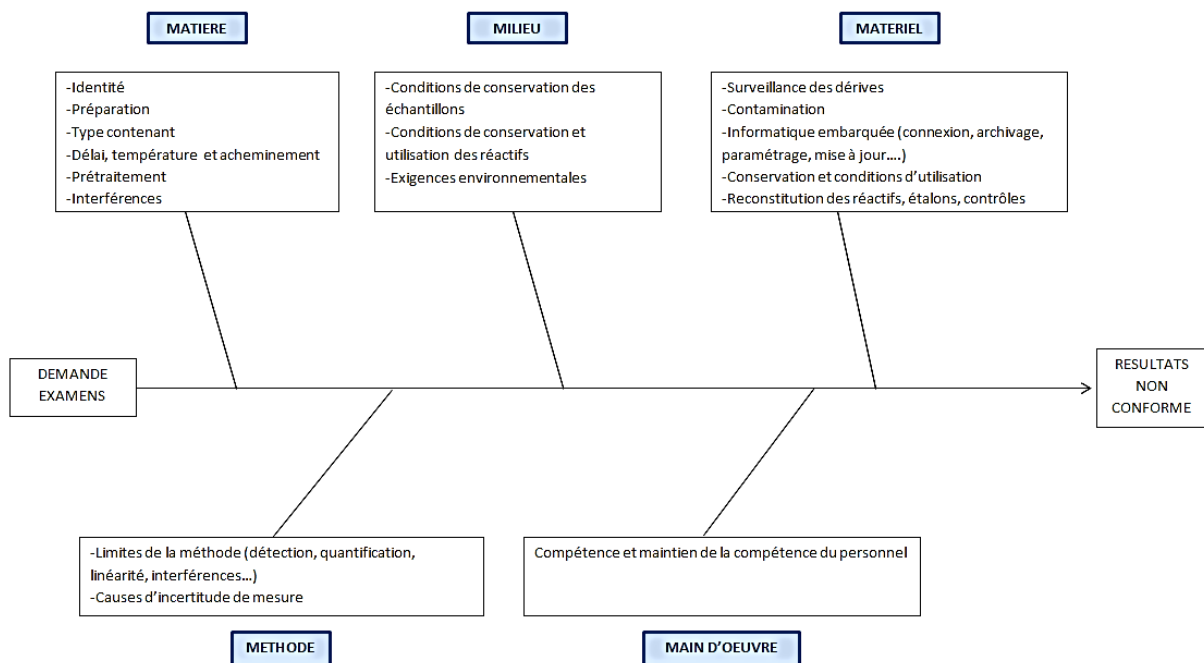 MATIERE
MILIEU
MATERIEL
-Identité
-Préparation
-Type contenant
-Délai, température et acheminement
-Prétraitement
-Interférences
-Conditions de conservation des
échantillons
-Conditions de conservation et
utilisation des réactifs
-Exigences environnementales
-Surveillance des dérives
-Contamination
-Informatique embarquée (connexion, archivage,
paramétrage, mise à jour....)
-Conservation et conditions d'utilisation
-Reconstitution des réactifs, étalons, contrôles
DEMANDE
EXAMENS
RESULTATS
NON
CONFORME
-Limites de la méthode (détection, quantification,
linéarité, interférences...)
-Causes d'incertitude de mesure
Compétence et maintien de la compétence du personnel
METHODE
MAIN D'OEUVRE